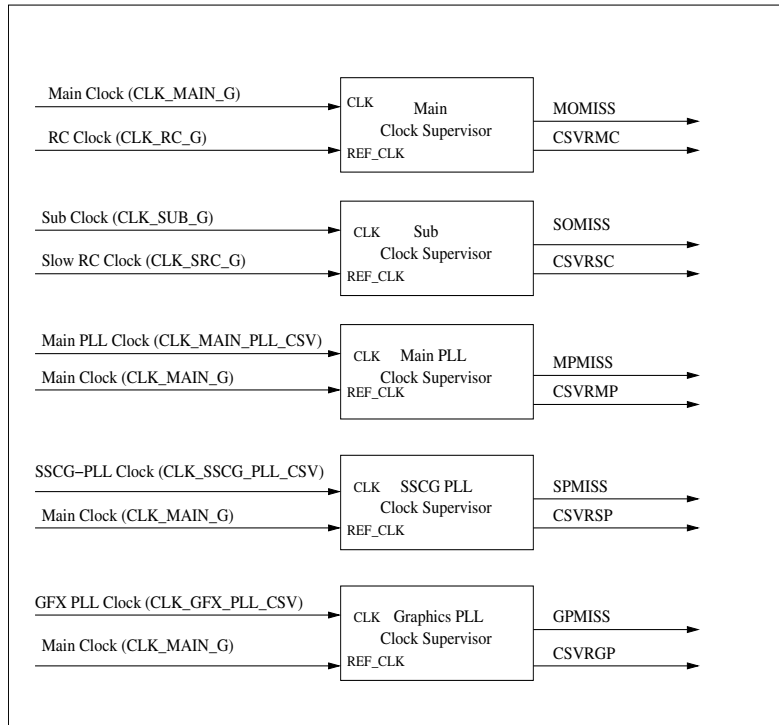 Main Clock (CLK_MAIN_G)
RC Clock (CLK_RC_G)
CLK
REF_CLK
Main
Clock Supervisor
MOMISS
CSVRMC
Sub Clock (CLK_SUB_G)
Slow RC Clock (CLK_SRC_G)
CLK
REF_CLK
Sub
Clock Supervisor
SOMISS
CSVRSC
Main PLL Clock (CLK_MAIN_PLL_CSV)
Main Clock (CLK_MAIN_G)
CLK
REF_CLK
Main PLL
Clock Supervisor
MPMISS
CSVRMP
SSCG−PLL Clock (CLK_SSCG_PLL_CSV)
Main Clock (CLK_MAIN_G)
CLK
REF_CLK
SSCG PLL
Clock Supervisor
SPMISS
CSVRSP
GFX PLL Clock (CLK_GFX_PLL_CSV)
Main Clock (CLK_MAIN_G)
CLK
REF_CLK
Graphics PLL
Clock Supervisor
GPMISS
CSVRGP